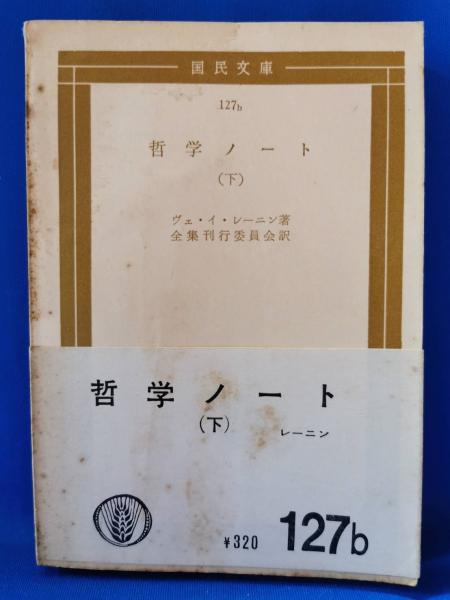 国民文庫
127b
哲学ノート
(下)
ヴェ・イ・レーニン著
全集刊行委員会訳
哲学ノート
(下)
レーニン
¥320
127b